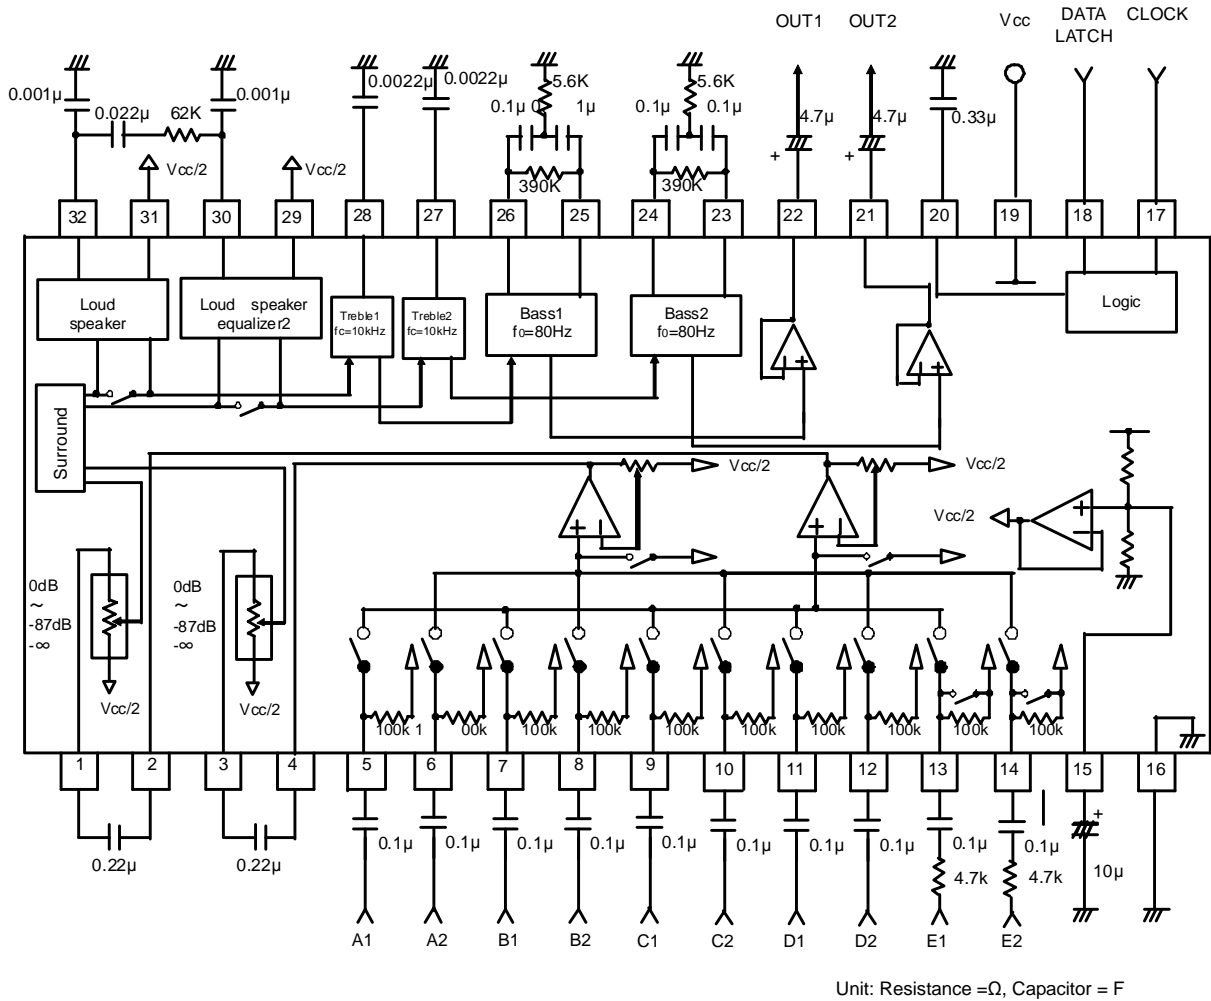 OUT1 OUT2 Vcc DATA CLOCK
LATCH
0.001μ 0.022μ 62K 0.001μ 0.0022μ 0.0022μ 5.6K 5.6K
0.1μ 0 1μ 0.1μ 0.1μ 4.7μ 4.7μ 0.33μ
+ +
Vcc/2 Vcc/2 390K 390K
32 31 30 29 28 27 26 25 24 23 22 21 20 19 18 17
Loud
speaker
Loud speaker
equalizer2
Treble1
fc=10kHz
Treble2
fc=10kHz
Bass1
f0=80Hz
Bass2
f0=80Hz
Logic
Surround
Vcc/2 Vcc/2
Vcc/2
0dB
~
-87dB
-∞
0dB
~
-87dB
-∞
Vcc/2 Vcc/2
100k 1 00k 100k 100k 100k 100k 100k 100k 100k 100k
1 2 3 4 5 6 7 8 9 10 11 12 13 14 15 16
+
0.22μ 0.22μ
0.1μ 0.1μ 0.1μ 0.1μ 0.1μ 0.1μ 0.1μ 0.1μ 0.1μ 0.1μ
4.7k 4.7k 10μ
A1 A2 B1 B2 C1 C2 D1 D2 E1 E2
Unit: Resistance =Ω, Capacitor = F